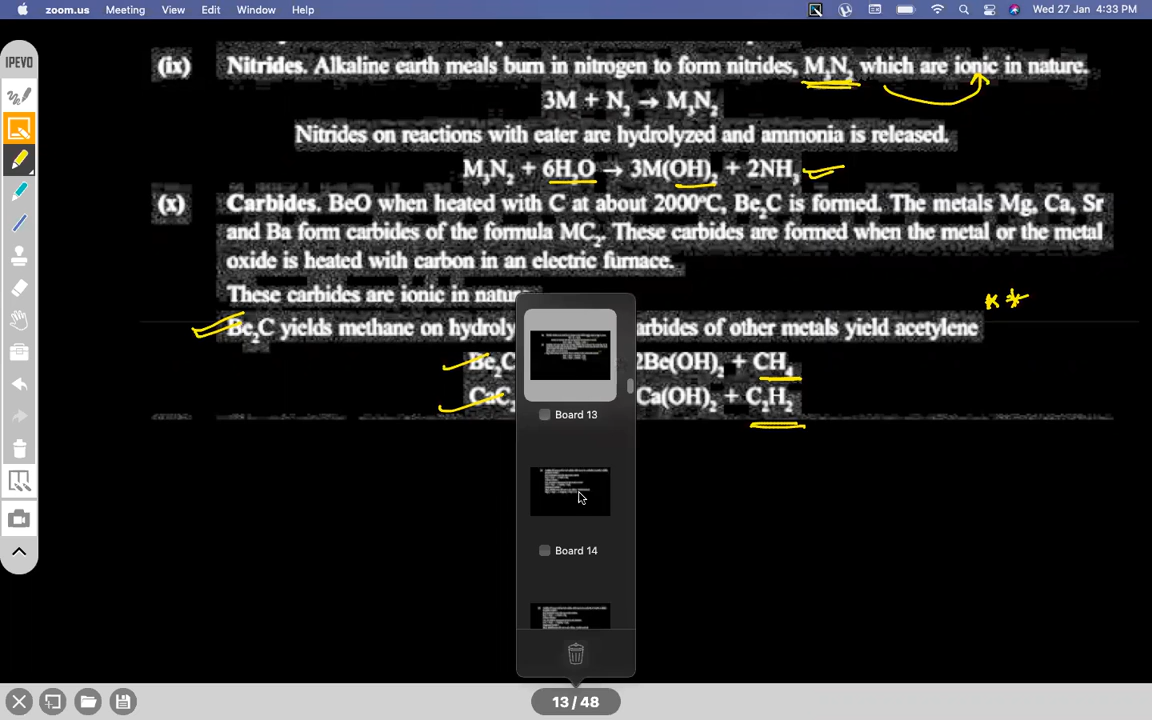 zoom.us Meeting View Edit Window Help Wed 27 Jan 4:33 PM
IPEVO
(ix) Nitrides. Alkaline earth meals burn in nitrogen to form nitrides, M₃N₂ which are ionic in nature.
3M + N₂ → M₃N₂
Nitrides on reactions with eater are hydrolyzed and ammonia is released.
M₃N₂ + 6H₂O → 3M(OH)₂ + 2NH₃
(x) Carbides. BeO when heated with C at about 2000°C, Be₂C is formed. The metals Mg, Ca, Sr
and Ba form carbides of the formula MC₂. These carbides are formed when the metal or the metal
oxide is heated with carbon in an electric furnace.
These carbides are ionic in
Be₂C yields methane on arbides of other metals yield acetylene
Be₂C 2Be(OH)₂ + CH₄
CaC₂ Ca(OH)₂ + C₂H₂
Board 13
Board 14
13 / 48